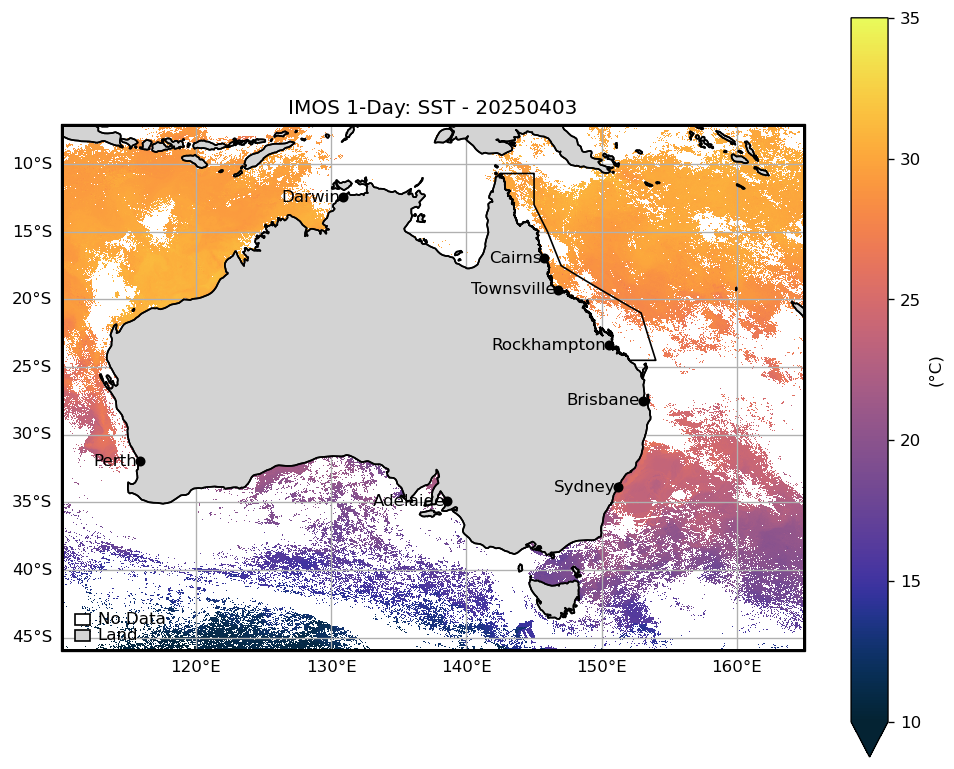 IMOS 1-Day: SST - 20250403
35
30
25
20
15
10
(°C)
10°S
15°S
20°S
25°S
30°S
35°S
40°S
45°S
Darwin
Cairns
Townsville
Rockhampton
Brisbane
Perth
Sydney
Adelaide
No Data
Land
120°E
130°E
140°E
150°E
160°E